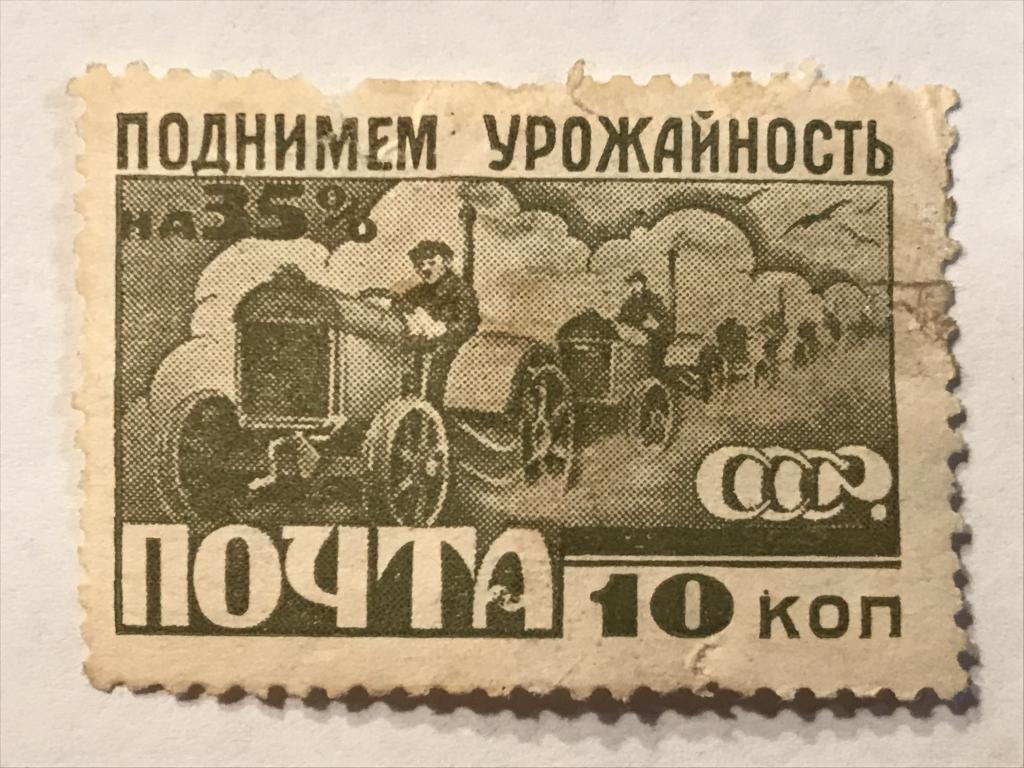 ПОДНИМЕМ УРОЖАЙНОСТЬ
НА 35%
СССР
ПОЧТА
10 КОП